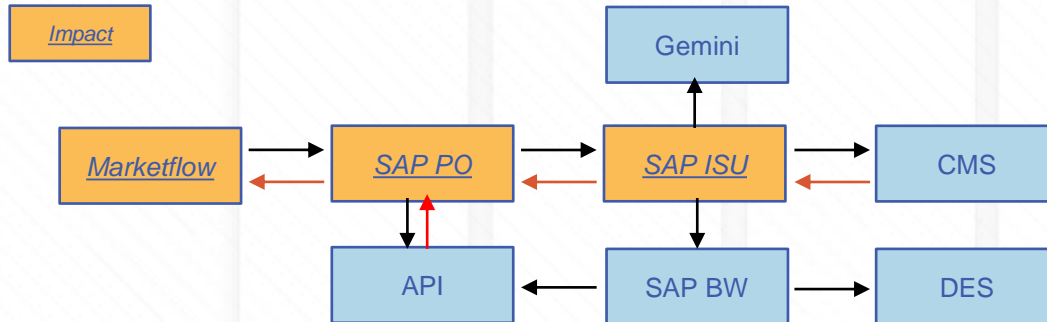 Impact
Gemini
Marketflow
SAP PO
SAP ISU
CMS
API
SAP BW
DES